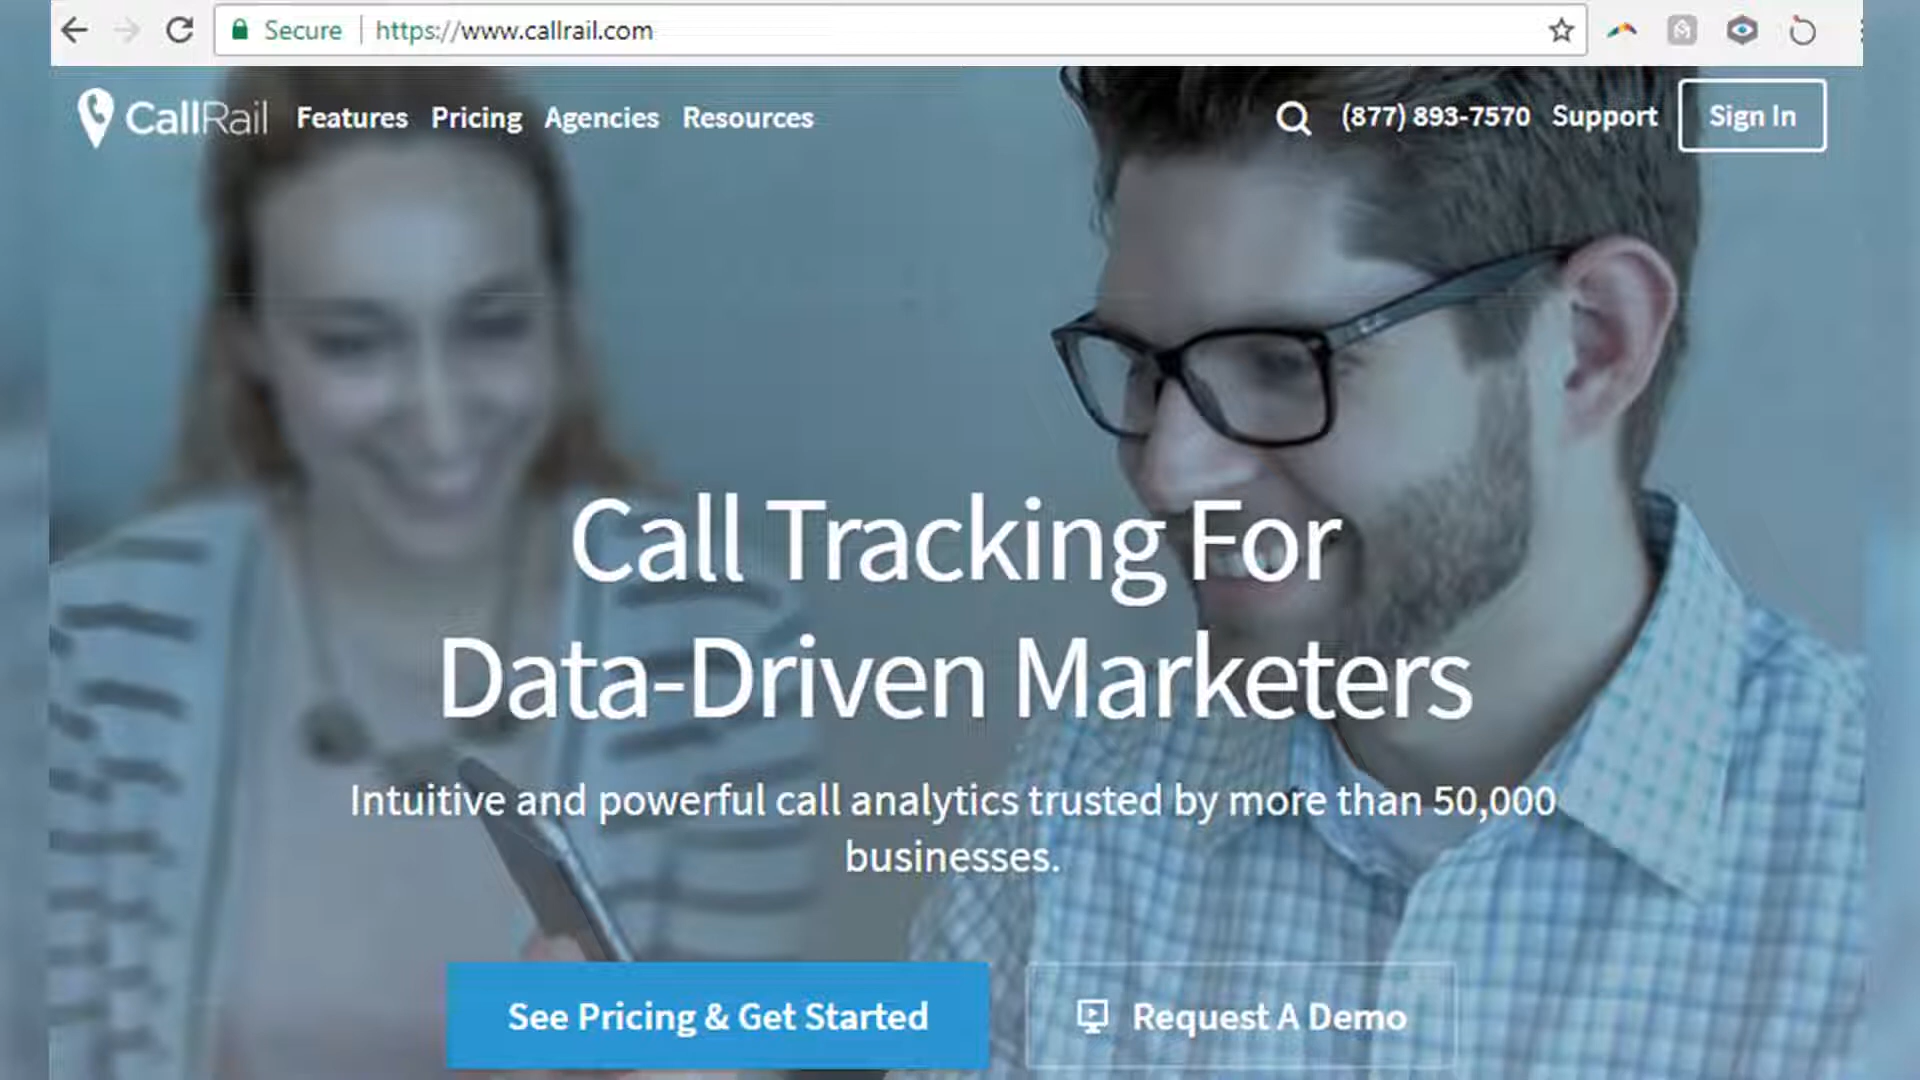 Secure https://www.callrail.com
CallRail Features Pricing Agencies Resources (877) 893-7570 Support Sign In
Call Tracking For
Data-Driven Marketers
Intuitive and powerful call analytics trusted by more than 50,000
businesses.
See Pricing & Get Started Request A Demo